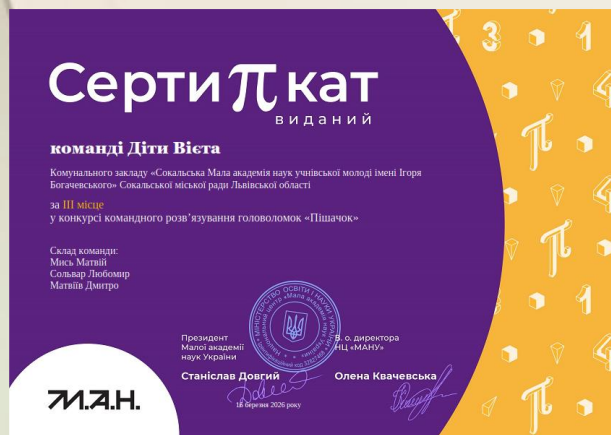 Серти π кат
виданий
команді Діти Вієта
Комунального закладу «Сокальська Мала академія наук учнівської молоді імені Ігоря
Богачевського» Сокальської міської ради Львівської області
за III місце
у конкурсі командного розв’язування головоломок «Пішачок»
Склад команди:
Мись Матвій
Сольвар Любомир
Матвіїв Дмитро
Президент
Малої академії
наук України
Станіслав Довгий
В. о. директора
НЦ «МАНУ»
Олена Квачевська
березня 2026 року
М.А.Н.